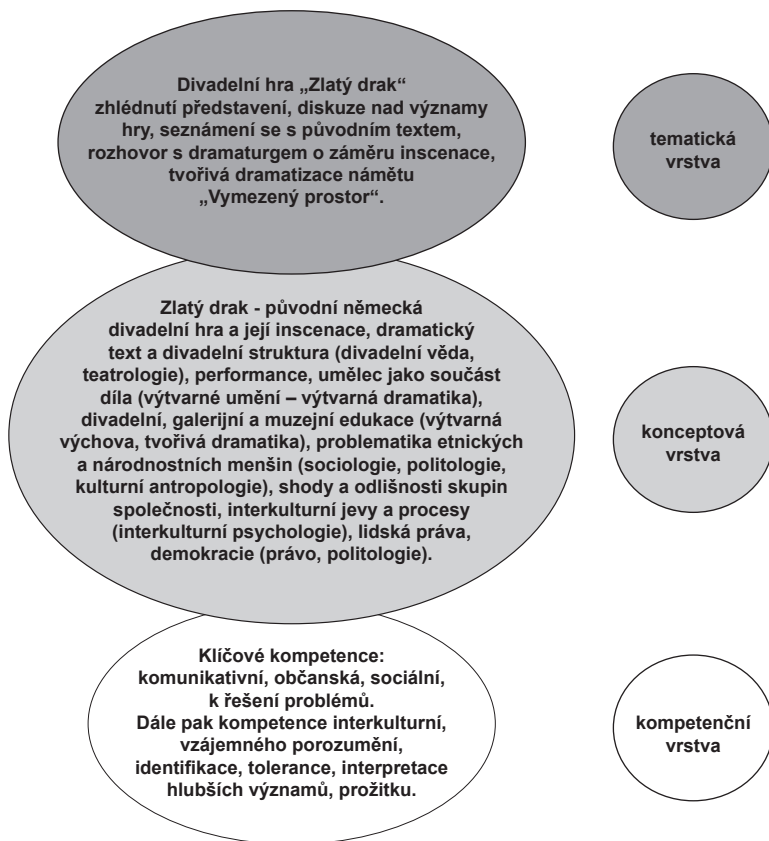 Divadelní hra „Zlatý drak“
zhlédnutí představení, diskuze nad významy
hry, seznámení se s původním textem,
rozhovor s dramaturgem o záměru inscenace,
tvořivá dramatizace námětu
„Vymezený prostor“.
tematická
vrstva
Zlatý drak - původní německá
divadelní hra a její inscenace, dramatický
text a divadelní struktura (divadelní věda,
teatrologie), performance, umělec jako součást
díla (výtvarné umění – výtvarná dramatika),
divadelní, galerijní a muzejní edukace (výtvarná
výchova, tvořivá dramatika), problematika etnických
a národnostních menšin (sociologie, politologie,
kulturní antropologie), shody a odlišnosti skupin
společnosti, interkulturní jevy a procesy
(interkulturní psychologie), lidská práva,
demokracie (právo, politologie).
konceptová
vrstva
Klíčové kompetence:
komunikativní, občanská, sociální,
k řešení problémů.
Dále pak kompetence interkulturní,
vzájemného porozumění,
identifikace, tolerance, interpretace
hlubších významů, prožitku.
kompetenční
vrstva